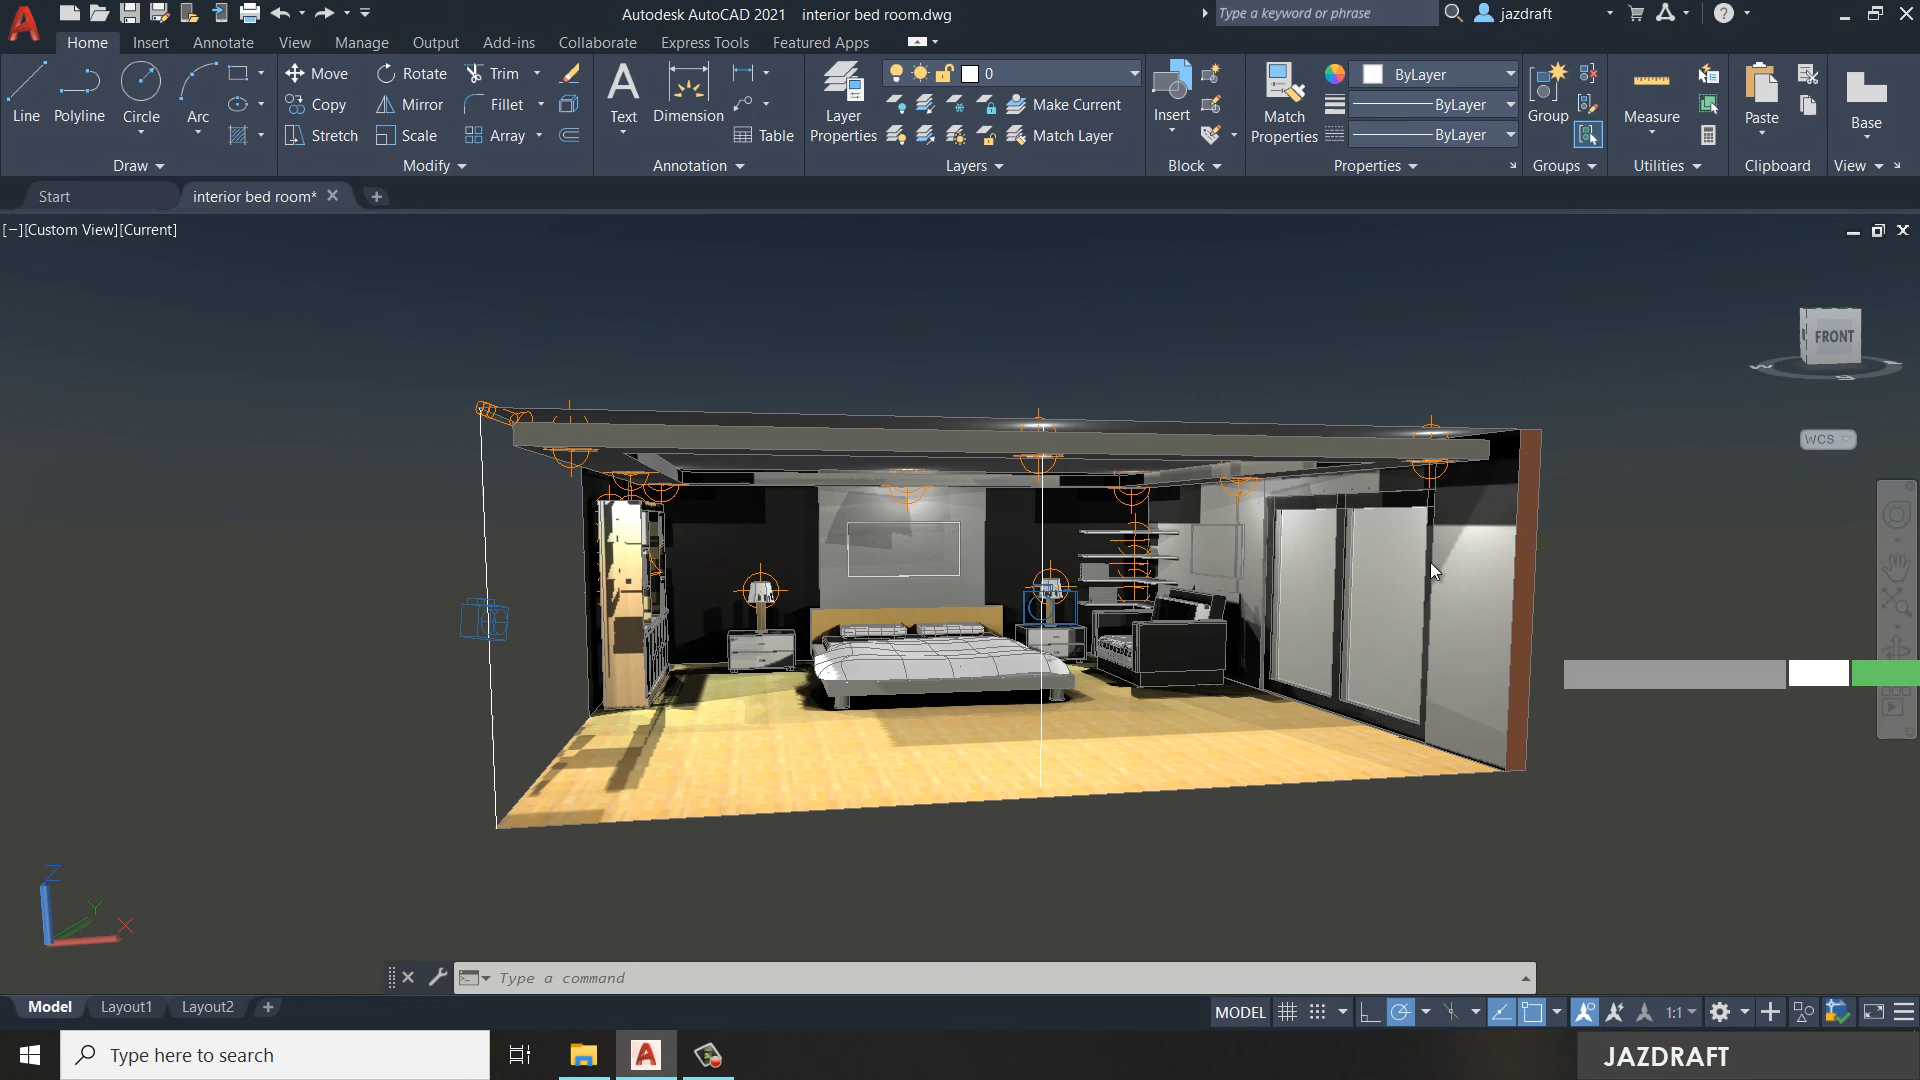 Autodesk AutoCAD 2021 interior bed room.dwg
Type a keyword or phrase
jazdraft
Home Insert Annotate View Manage Output Add-ins Collaborate Express Tools Featured Apps
Line Polyline Circle Arc
Move Rotate Trim
Copy Mirror Fillet
Stretch Scale Array
Text Dimension Table
Layer Properties
0
Make Current
Match Layer
Insert
Match Properties
ByLayer
ByLayer
ByLayer
Group
Measure
Paste
Base
Draw Modify Annotation Layers Block Properties Groups Utilities Clipboard View
Start interior bed room*
[−][Custom View][Current]
FRONT
W S
WCS
Z
Y
X
Type a command
Model Layout1 Layout2
MODEL 1:1
Type here to search
JAZDRAFT